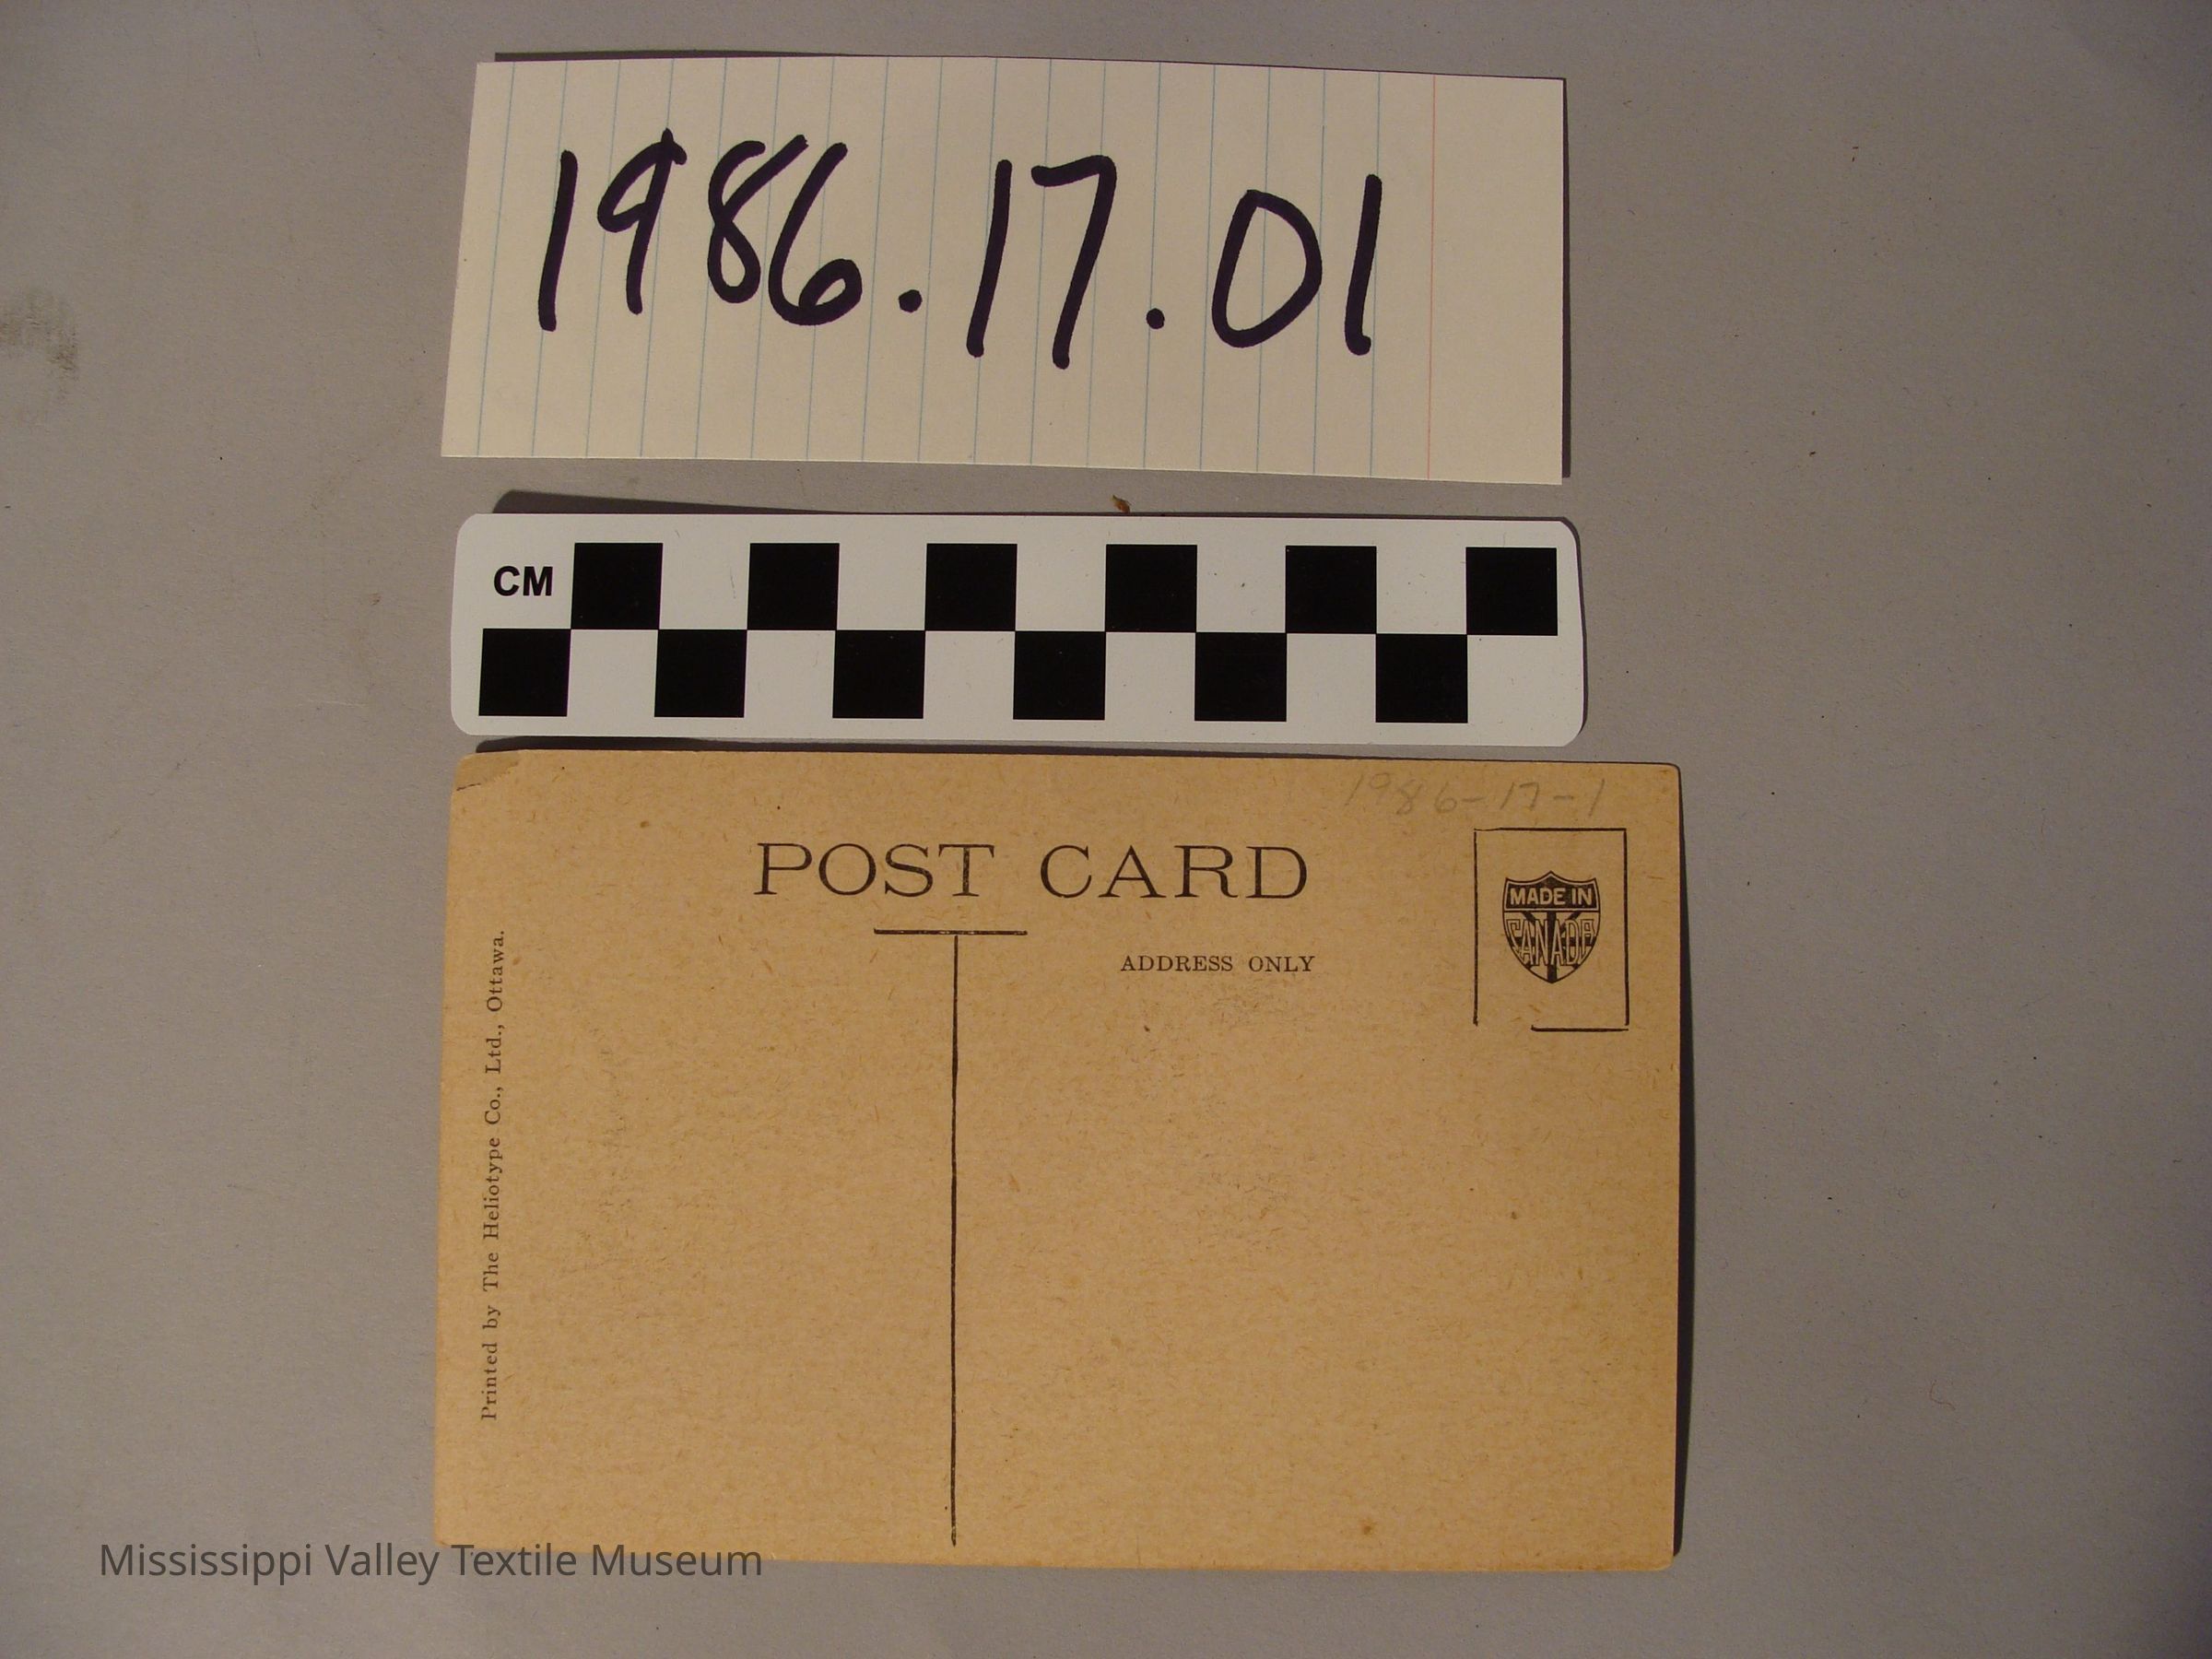 1986.17.01
CM
1986-17-1
POST CARD
MADE IN
CANADA
ADDRESS ONLY
Printed by The Heliotype Co., Ltd., Ottawa.
Mississippi Valley Textile Museum